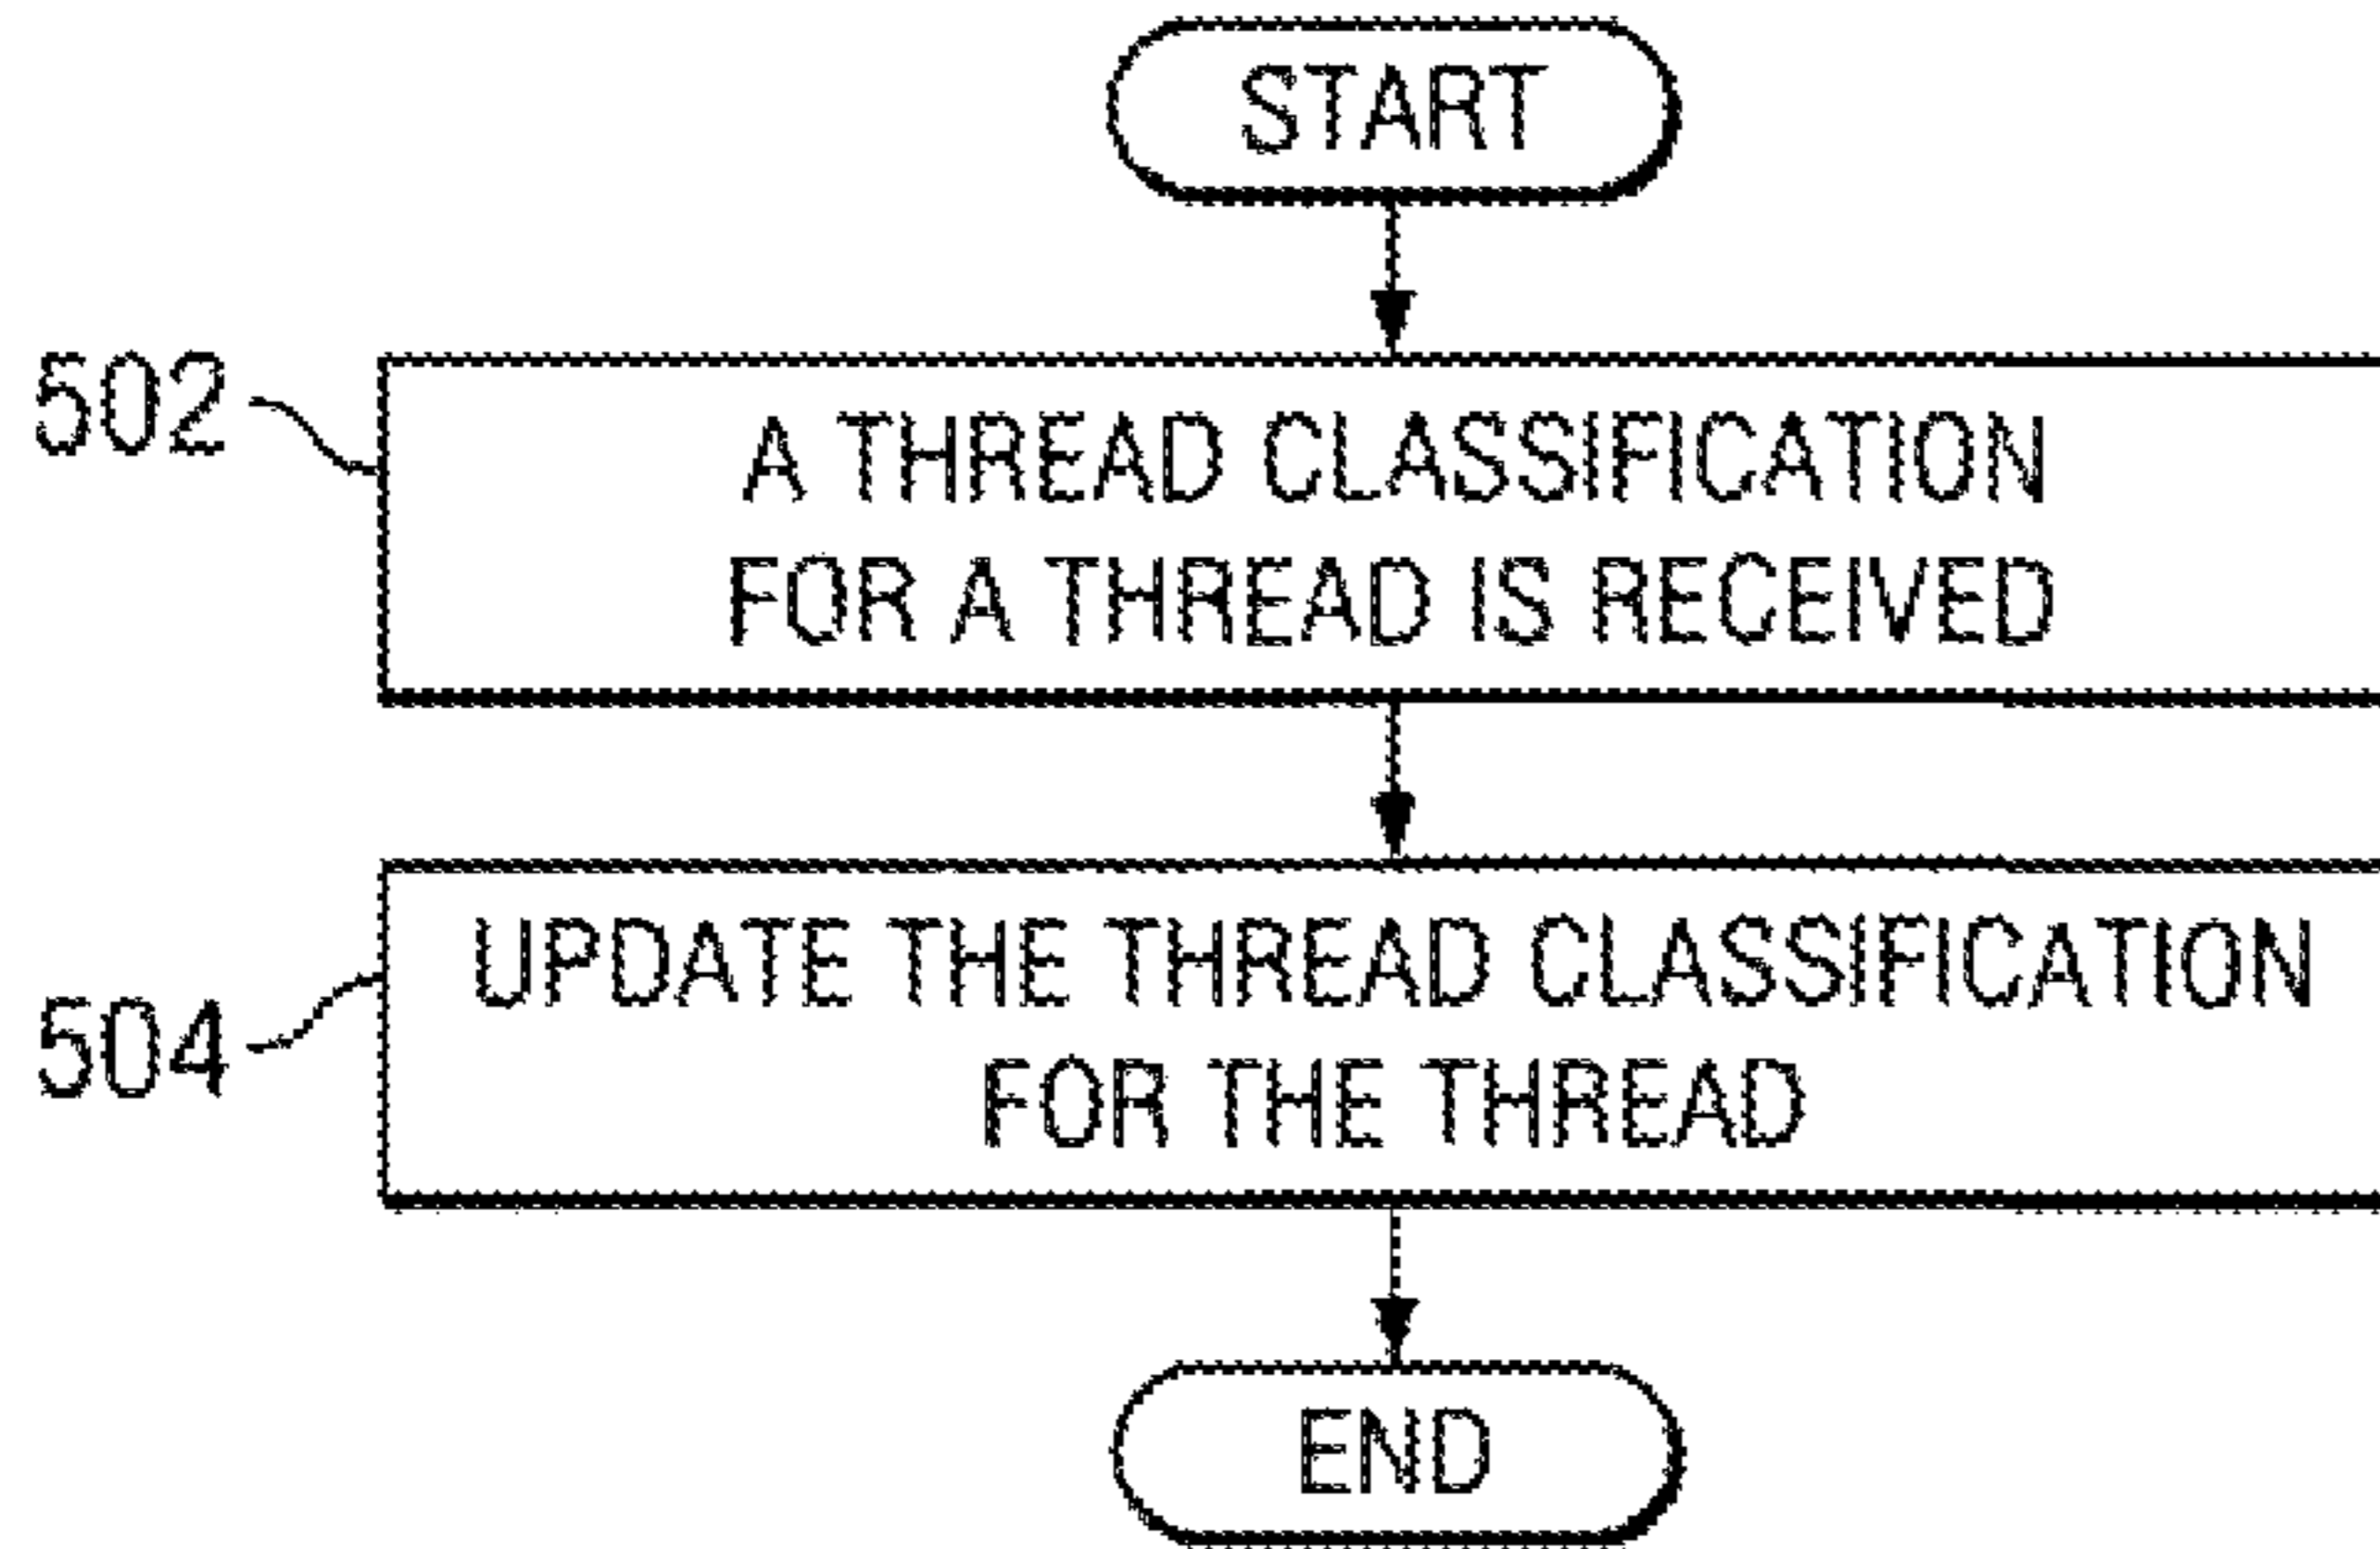 START
502
A THREAD CLASSIFICATION
FOR A THREAD IS RECEIVED
504
UPDATE THE THREAD CLASSIFICATION
FOR THE THREAD
END